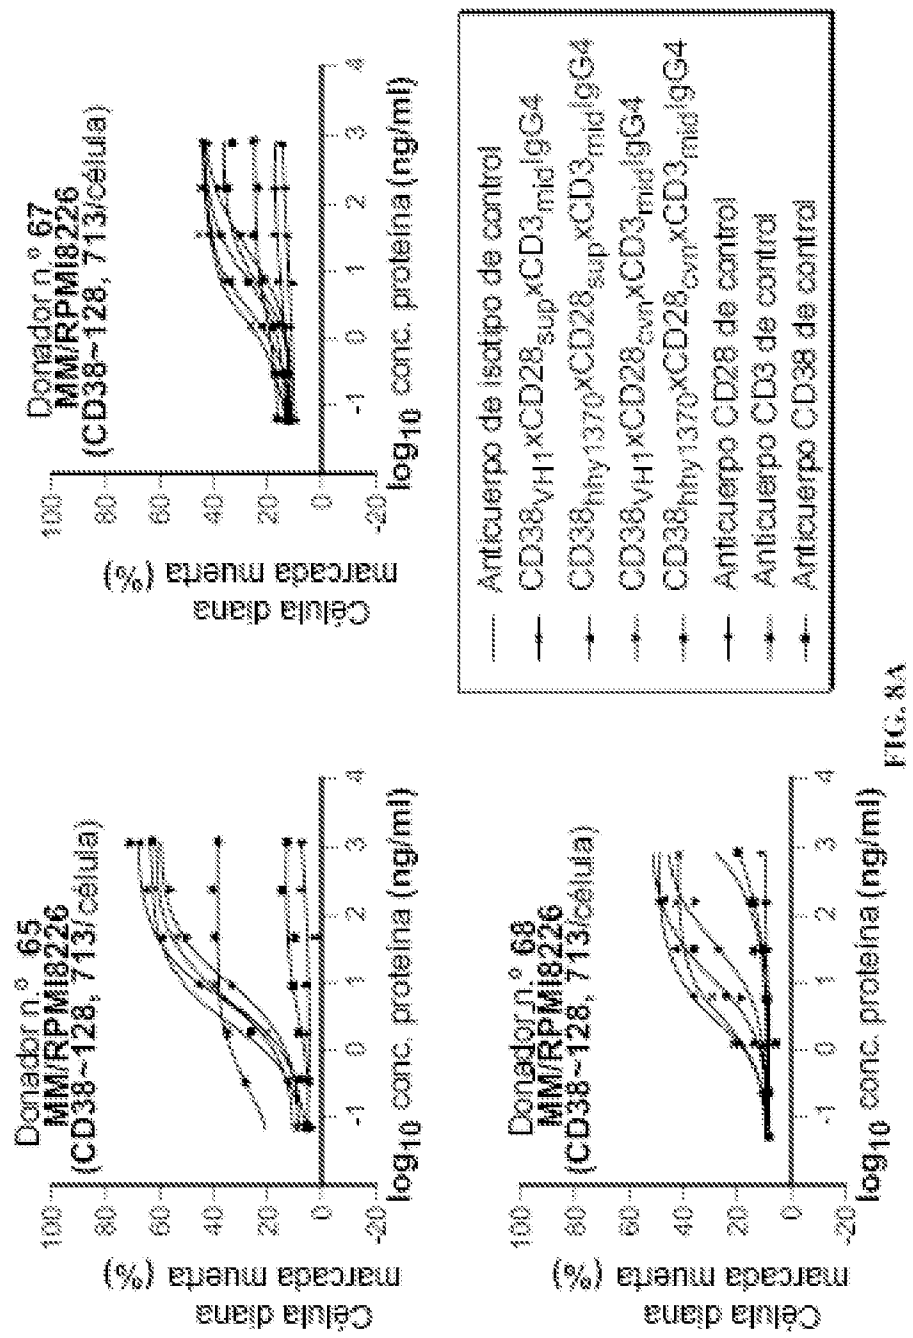 Donador n.º 65
MM/RPMI8226
(CD38~128, 713/célula)
Célula diana
marcada muerta (%)
100
80
60
40
20
0
-20
-1
0
1
2
3
4
log10 conc. proteína (ng/ml)
Donador n.º 67
MM/RPMI8226
(CD38~128, 713/célula)
Célula diana
marcada muerta (%)
100
80
60
40
20
0
-20
-1
0
1
2
3
4
log10 conc. proteína (ng/ml)
Donador n.º 68
MM/RPMI8226
(CD38~128, 713/célula)
Célula diana
marcada muerta (%)
100
80
60
40
20
0
-20
-1
0
1
2
3
4
log10 conc. proteína (ng/ml)
Anticuerpo de isotipo de control
CD38VH1xCD28supxCD3midIgG4
CD38hhy1370xCD28supxCD3midIgG4
CD38VH1xCD28cvnxCD3midIgG4
CD38hhy1370xCD28cvnxCD3midIgG4
Anticuerpo CD28 de control
Anticuerpo CD3 de control
Anticuerpo CD38 de control
FIG. 8A